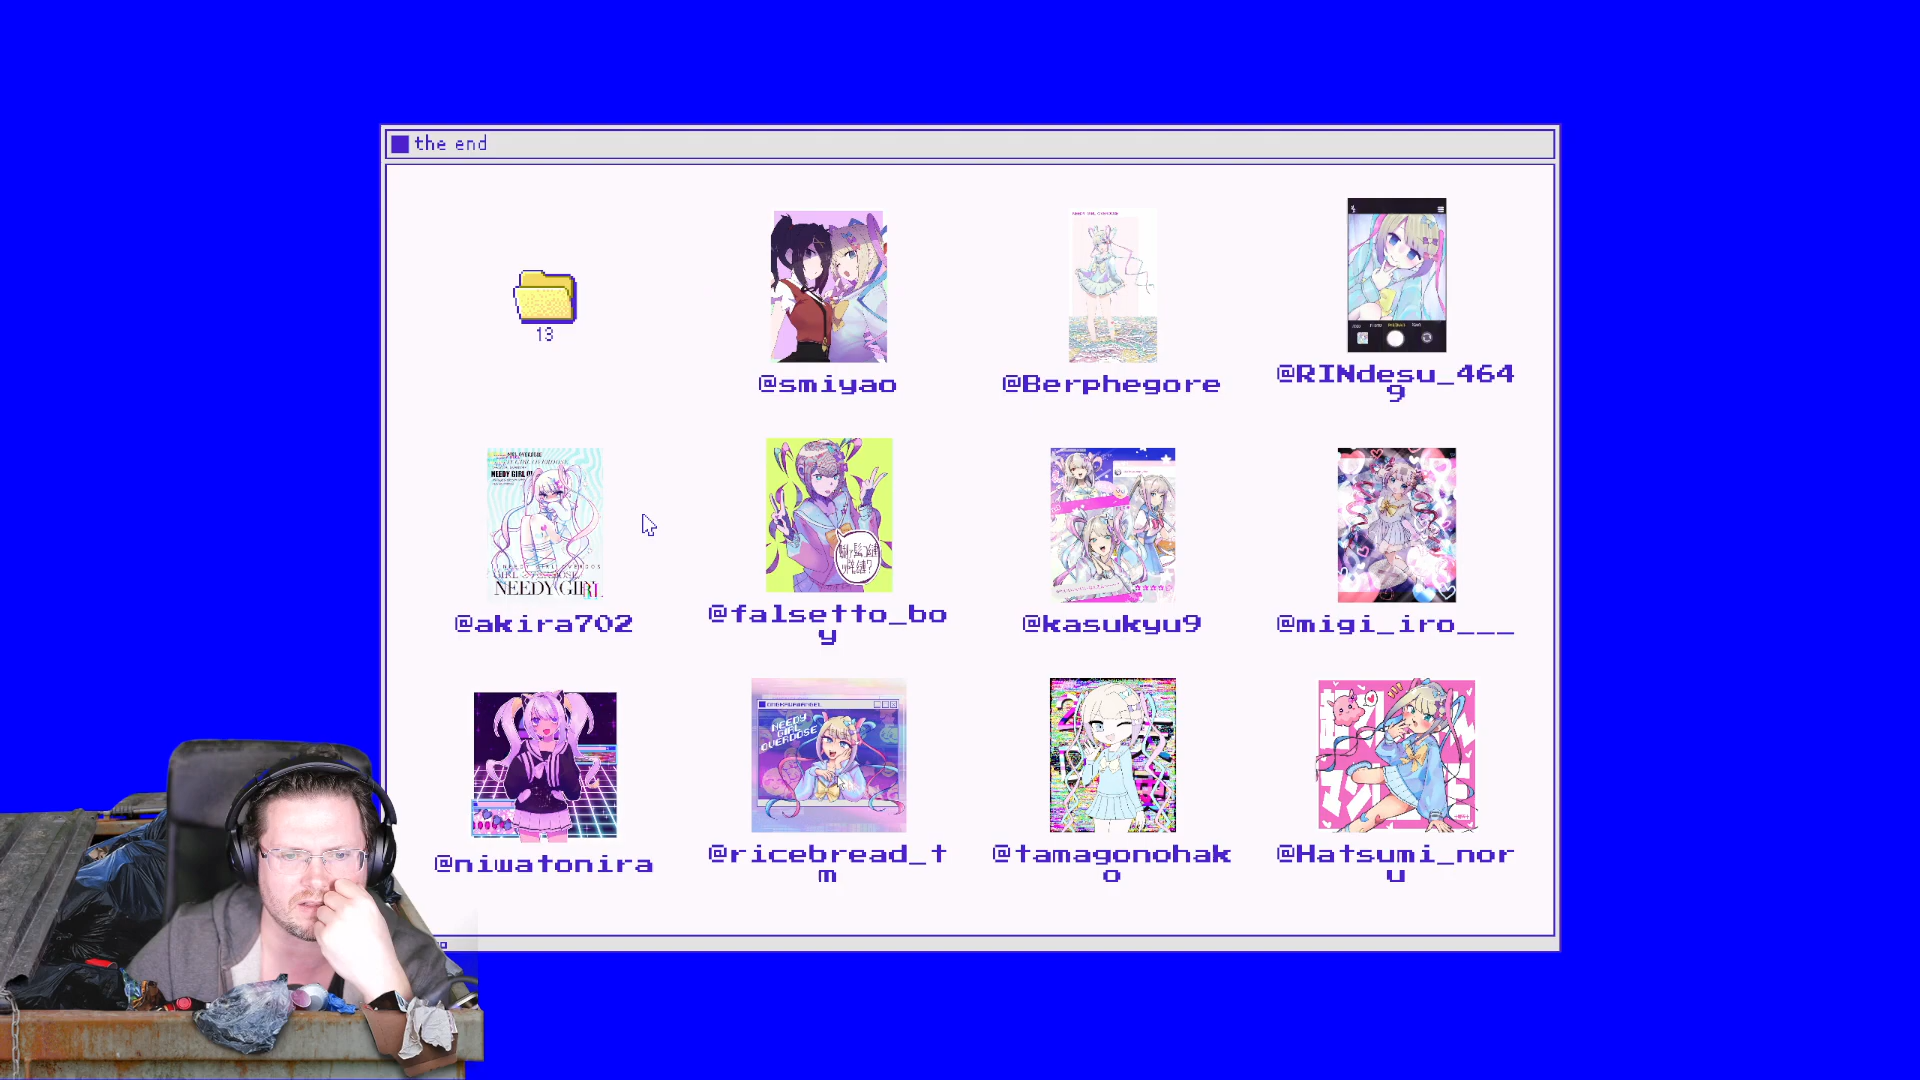 the end
13
@smiyao
@Berphegore
@RINdesu_464
9
NEEDY GIRL
@akira702
@falsetto_bo
y
@kasukyu9
@migi_iro___
NEEDY
GIRL
OVERDOSE
@niwatonira
@ricebread_t
m
@tamagonohak
o
@Hatsumi_nor
u